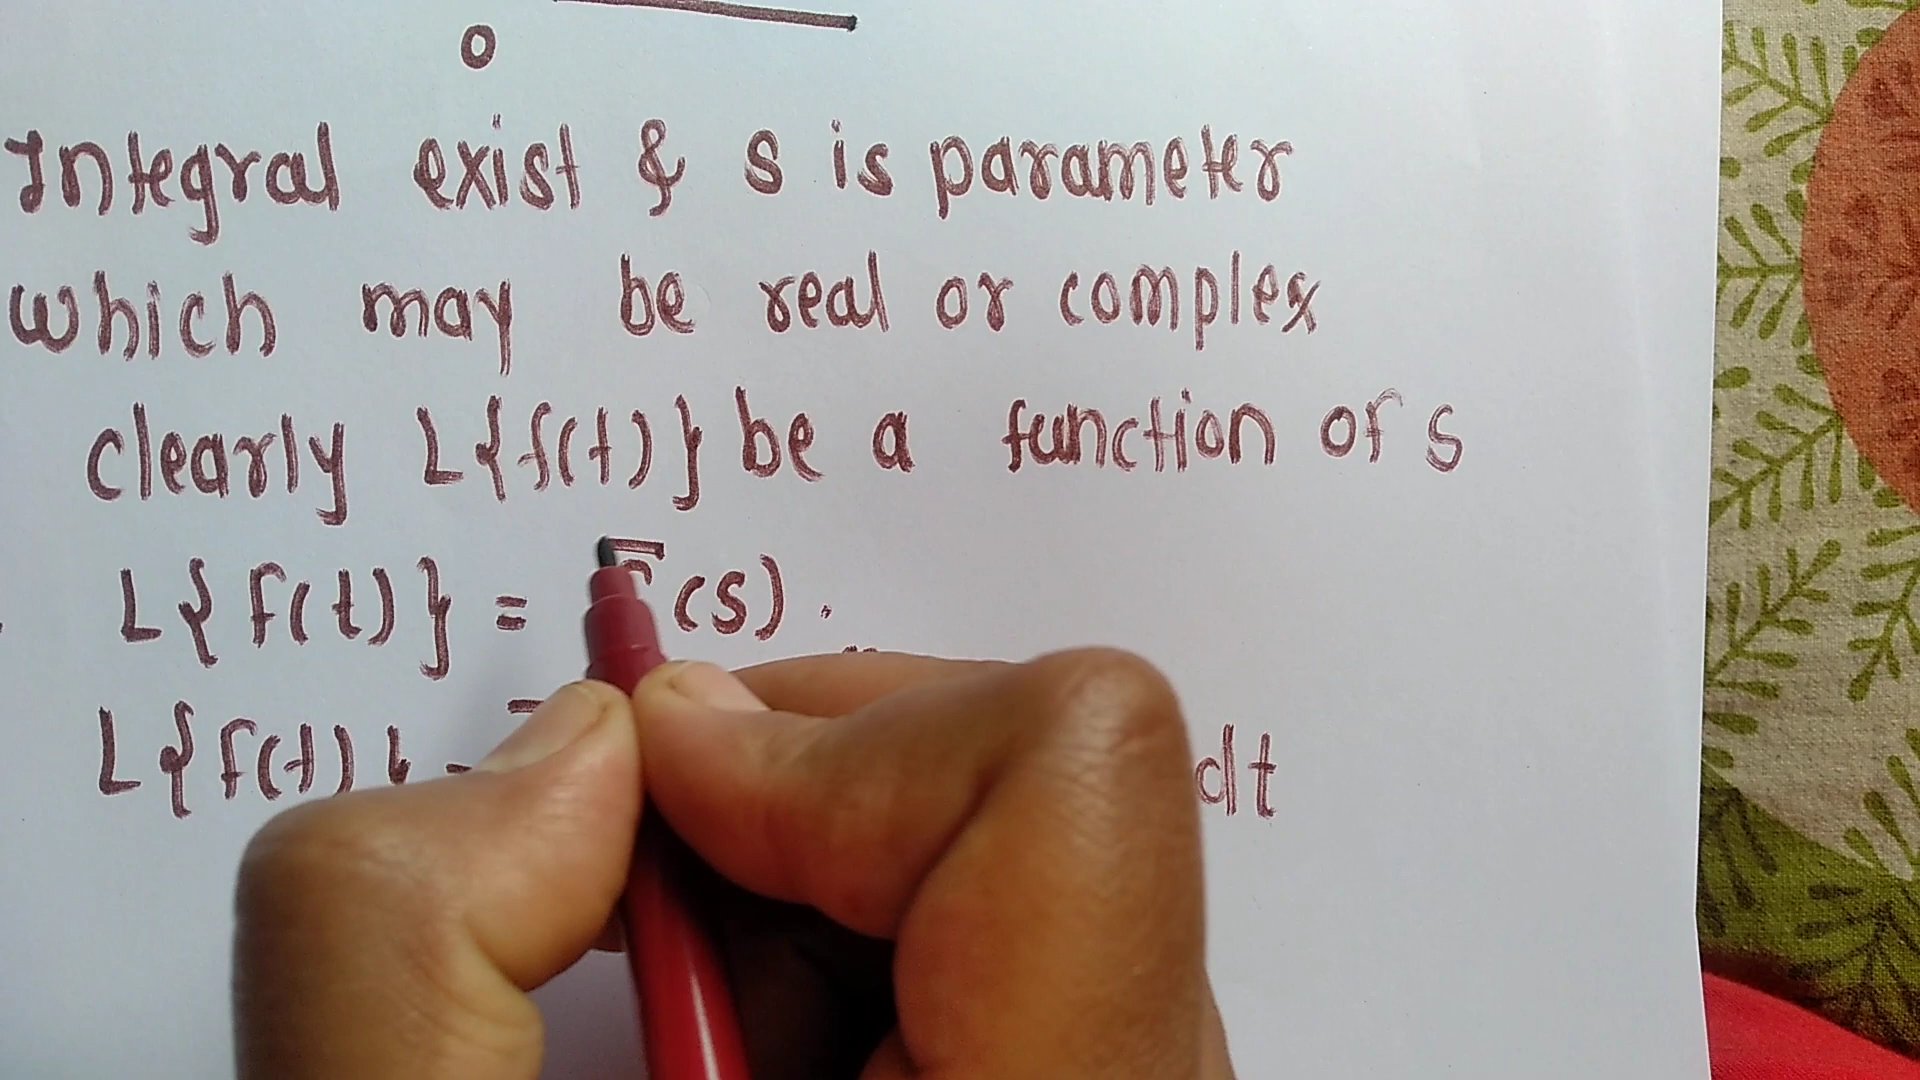 0
Integral exist & s is parameter
which may be real or complex
clearly L{f(t)} be a function of s
L{f(t)} = (s).
L{f(t) dt